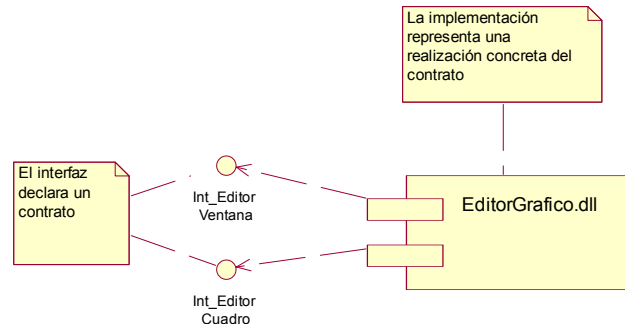 La implementación
representa una
realización concreta del
contrato
El interfaz
declara un
contrato
Int_Editor
Ventana
EditorGrafico.dll
Int_Editor
Cuadro